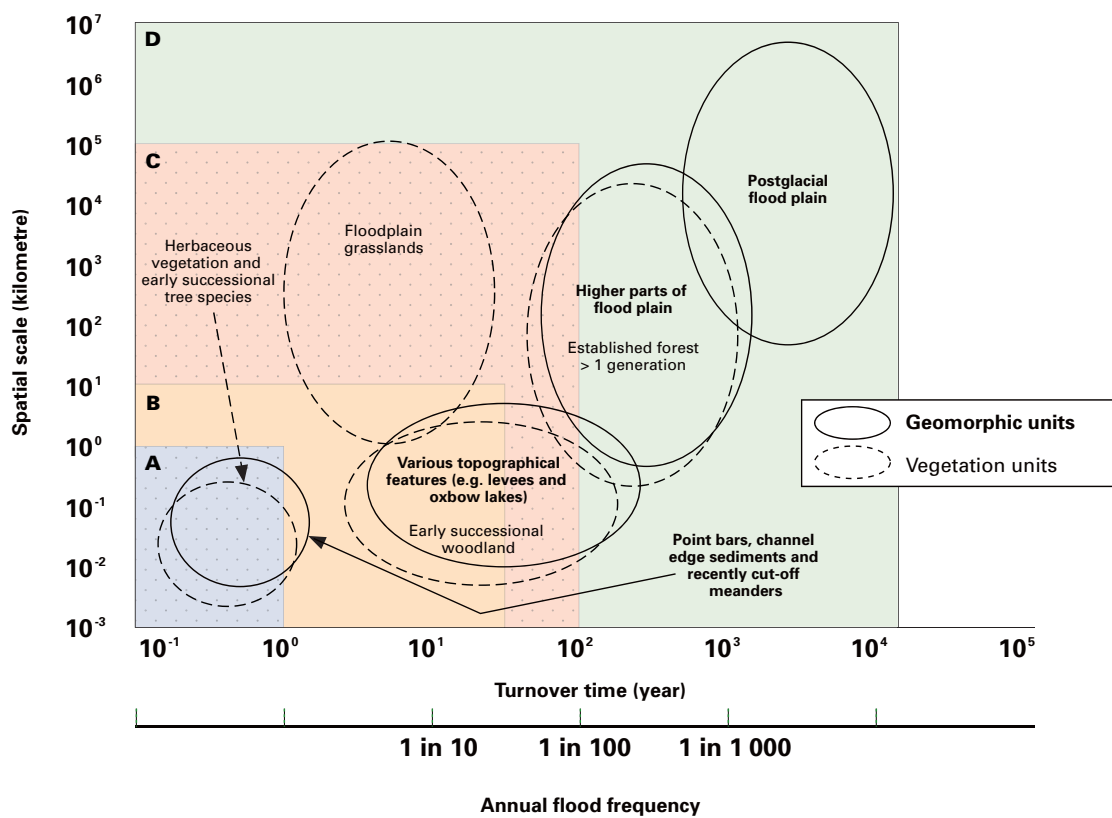 10⁷
10⁶
10⁵
10⁴
10³
10²
10¹
10⁰
10⁻¹
10⁻²
10⁻³
Spatial scale (kilometre)
D
C
B
A
Herbaceous
vegetation and
early successional
tree species
Floodplain
grasslands
Postglacial
flood plain
Higher parts of
flood plain
Established forest
> 1 generation
Various topographical
features (e.g. levees and
oxbow lakes)
Early successional
woodland
Point bars, channel
edge sediments and
recently cut-off
meanders
Geomorphic units
Vegetation units
10⁻¹ 10⁰ 10¹ 10² 10³ 10⁴ 10⁵
Turnover time (year)
1 in 10 1 in 100 1 in 1 000
Annual flood frequency